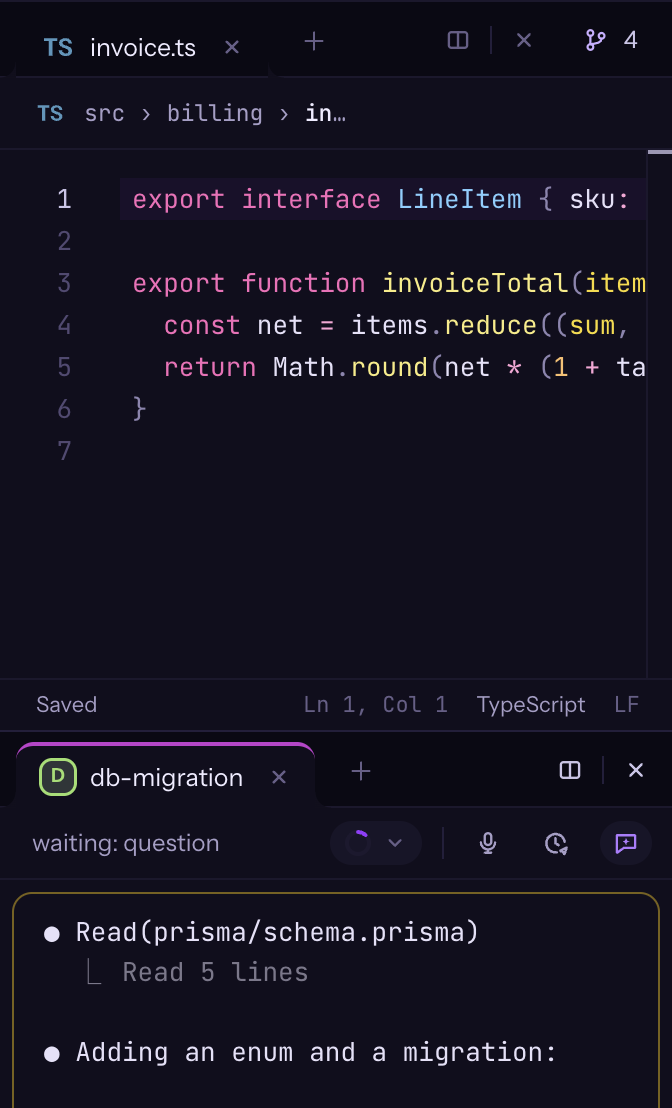 TS invoice.ts 4
TS src › billing › in…
1 export interface LineItem { sku:
2
3 export function invoiceTotal(item
4 const net = items.reduce((sum,
5 return Math.round(net * (1 + ta
6 }
7
Saved Ln 1, Col 1 TypeScript LF
D db-migration
waiting: question
● Read(prisma/schema.prisma)
⎿ Read 5 lines
● Adding an enum and a migration: